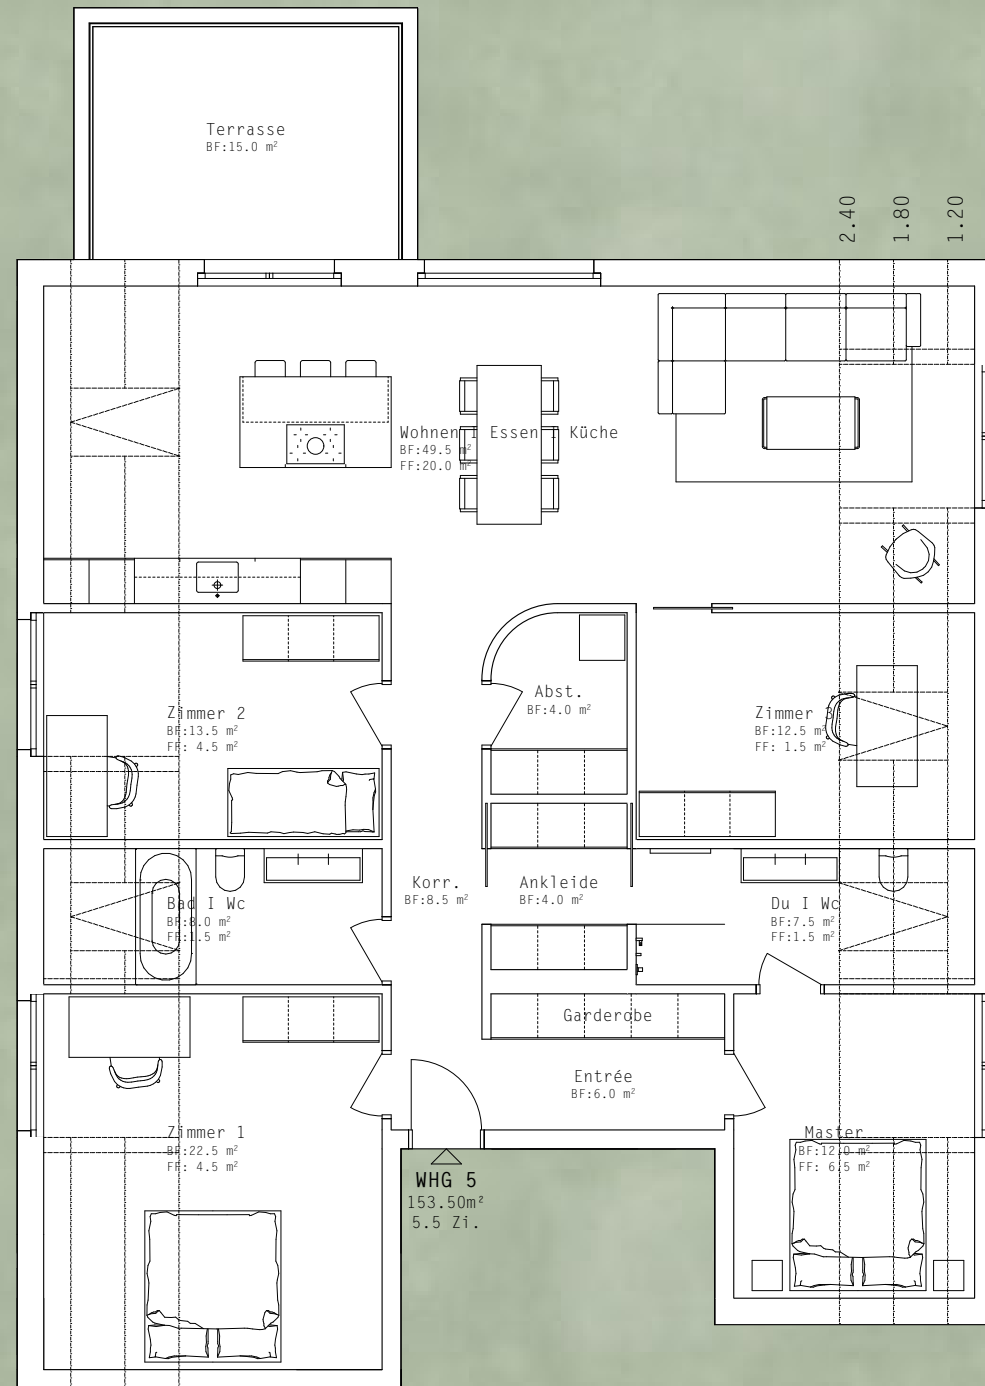 Terrasse
BF:15.0 m²
2.40
1.80
1.20
Wohnen I Essen I Küche
BF:49.5 m²
FF:20.0 m²
Abst.
BF:4.0 m²
Zimmer 2
BF:13.5 m²
FF: 4.5 m²
Zimmer 3
BF:12.5 m²
FF: 1.5 m²
Korr.
BF:8.5 m²
Ankleide
BF:4.0 m²
Bad I Wc
BF:8.0 m²
FF:1.5 m²
Du I Wc
BF:7.5 m²
FF:1.5 m²
Garderobe
Entrée
BF:6.0 m²
Zimmer 1
BF:22.5 m²
FF: 4.5 m²
Master
BF:12.0 m²
FF: 6.5 m²
WHG 5
153.50m²
5.5 Zi.